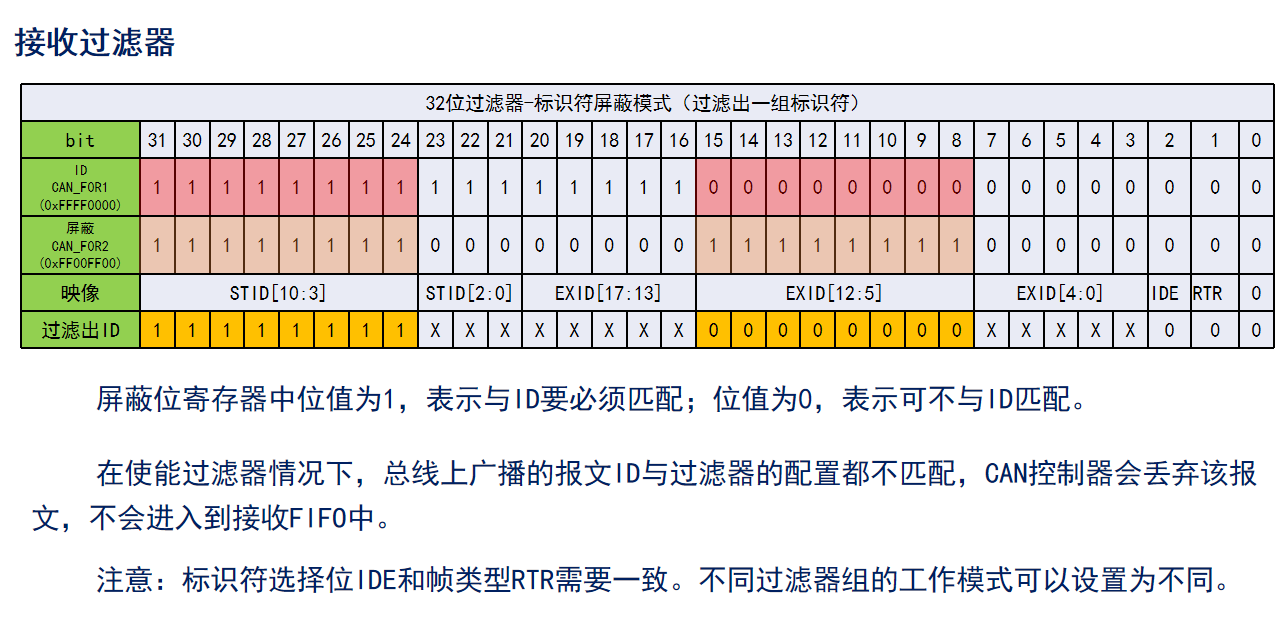 接收过滤器
32位过滤器-标识符屏蔽模式（过滤出一组标识符）
bit 31 30 29 28 27 26 25 24 23 22 21 20 19 18 17 16 15 14 13 12 11 10 9 8 7 6 5 4 3 2 1 0
ID
CAN_F0R1
(0xFFFF0000)
1 1 1 1 1 1 1 1 1 1 1 1 1 1 1 1 0 0 0 0 0 0 0 0 0 0 0 0 0 0 0 0
屏蔽
CAN_F0R2
(0xFF00FF00)
1 1 1 1 1 1 1 1 0 0 0 0 0 0 0 0 1 1 1 1 1 1 1 1 0 0 0 0 0 0 0 0
映像 STID[10:3] STID[2:0] EXID[17:13] EXID[12:5] EXID[4:0] IDE RTR 0
过滤出ID 1 1 1 1 1 1 1 1 X X X X X X X X 0 0 0 0 0 0 0 0 X X X X X 0 0 0
屏蔽位寄存器中位值为1，表示与ID要必须匹配；位值为0，表示可不与ID匹配。
在使能过滤器情况下，总线上广播的报文ID与过滤器的配置都不匹配，CAN控制器会丢弃该报
文，不会进入到接收FIFO中。
注意：标识符选择位IDE和帧类型RTR需要一致。不同过滤器组的工作模式可以设置为不同。